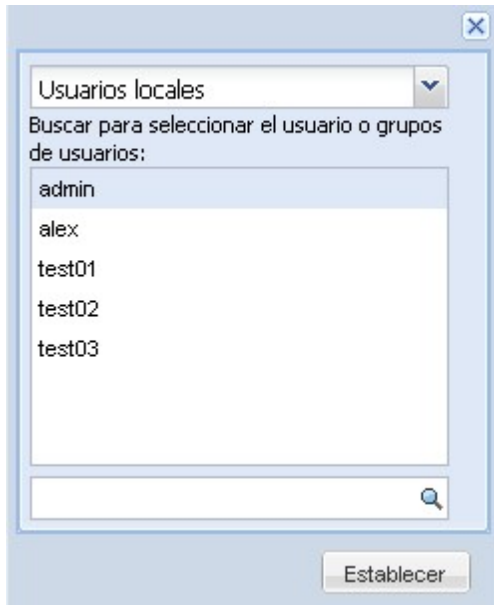 Usuarios locales
Buscar para seleccionar el usuario o grupos
de usuarios:
admin
alex
test01
test02
test03
Establecer